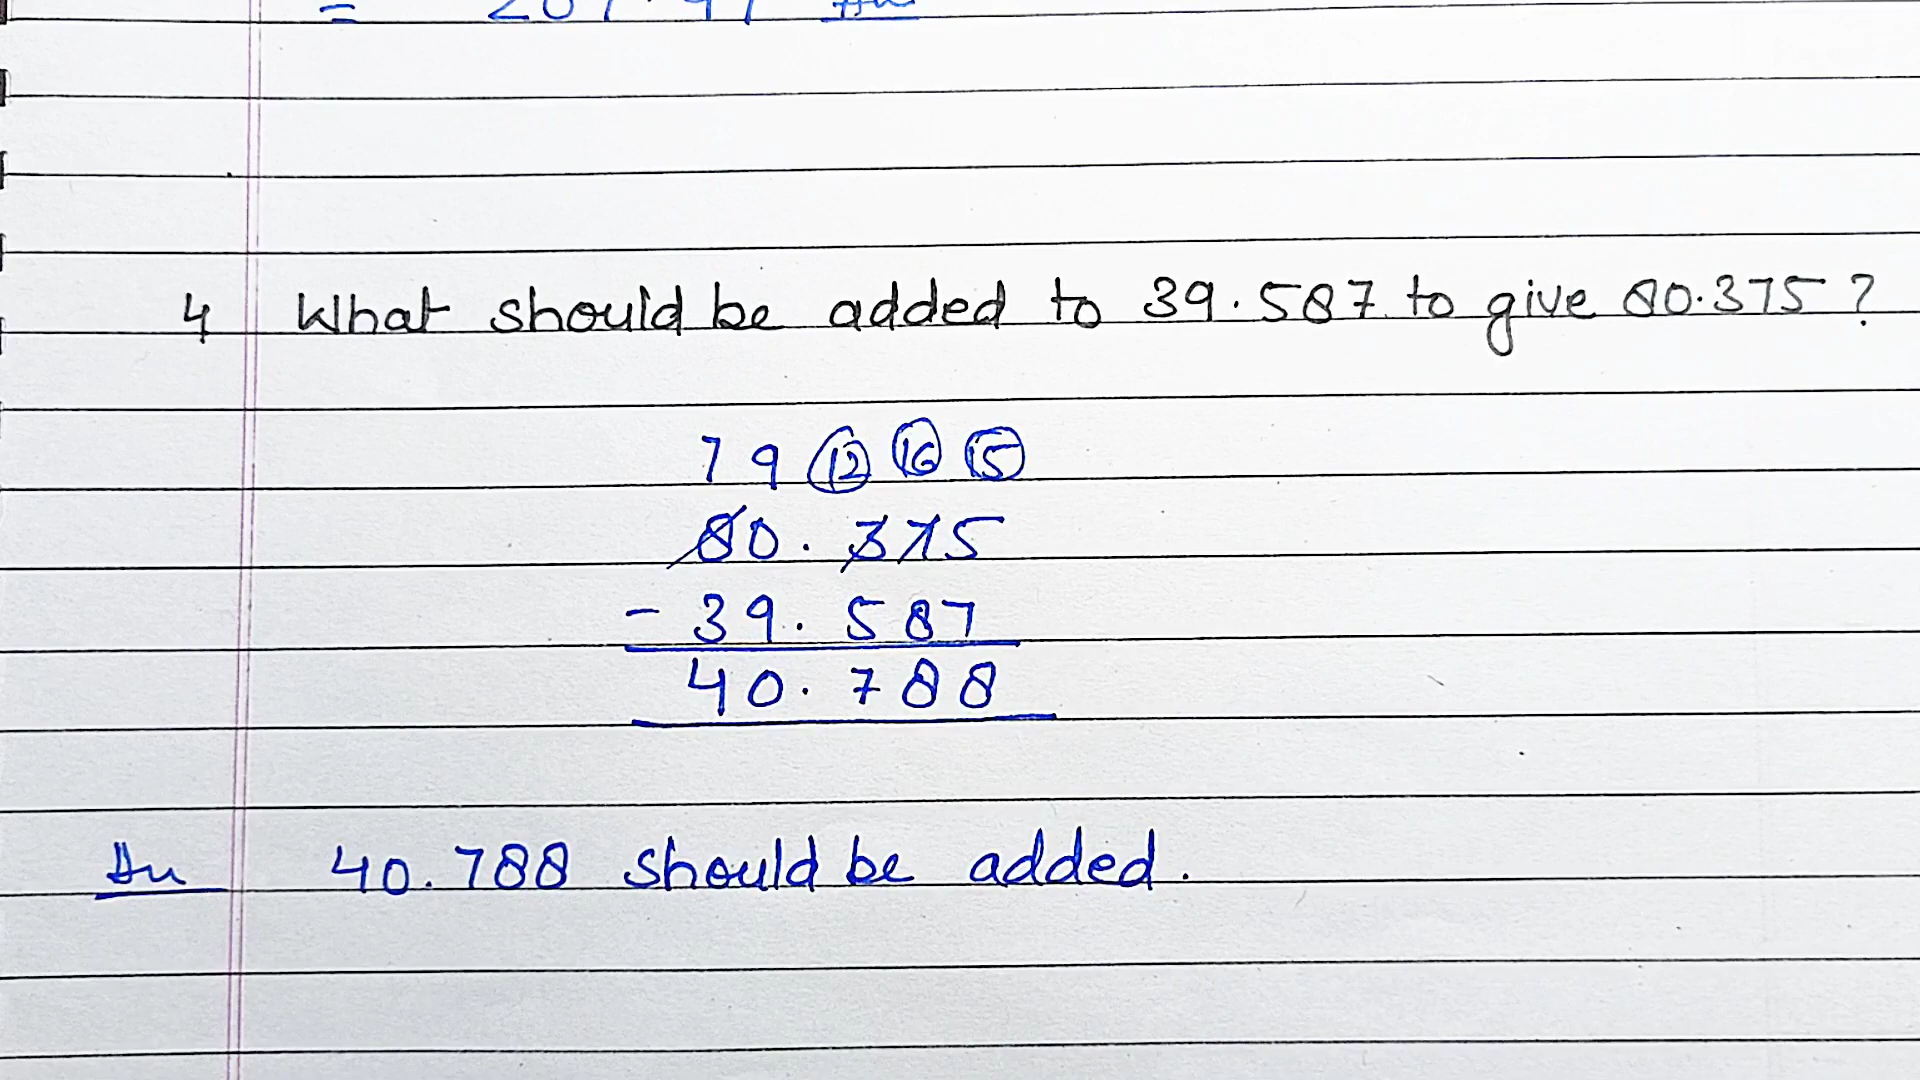 4 What should be added to 39.587 to give 80.375?
7 9 12 16 15
80.375
- 39.587
40.788
Ans 40.788 should be added.